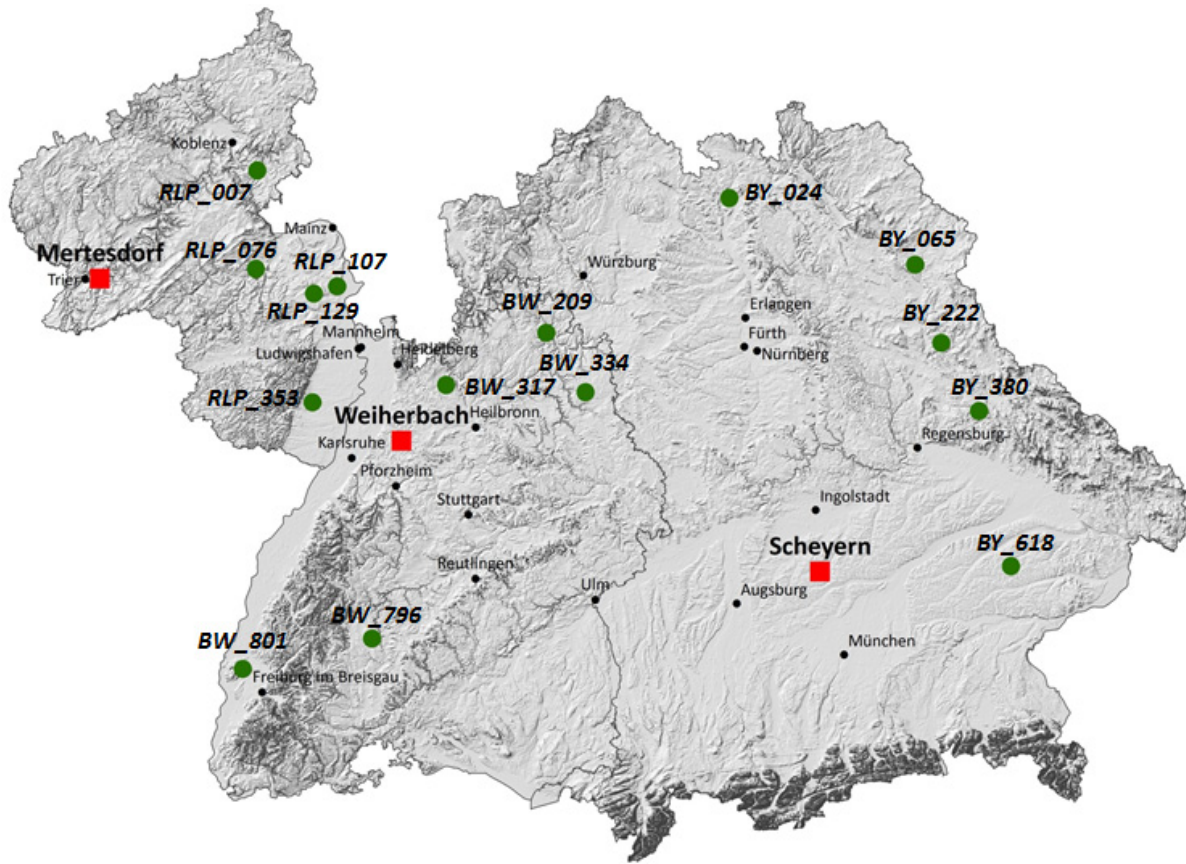 Koblenz
RLP_007
BY_024
Mainz
BY_065
Mertesdorf
RLP_076
RLP_107
Trier
Würzburg
BW_209
RLP_129
Erlangen
Mannheim
Fürth
BY_222
Ludwigshafen
Heidelberg
Nürnberg
BW_334
BW_317
BY_380
RLP_353
Weiherbach
Heilbronn
Karlsruhe
Regensburg
Pforzheim
Ingolstadt
Stuttgart
Scheyern
BY_618
Reutlingen
Ulm
Augsburg
BW_796
BW_801
München
Freiburg im Breisgau